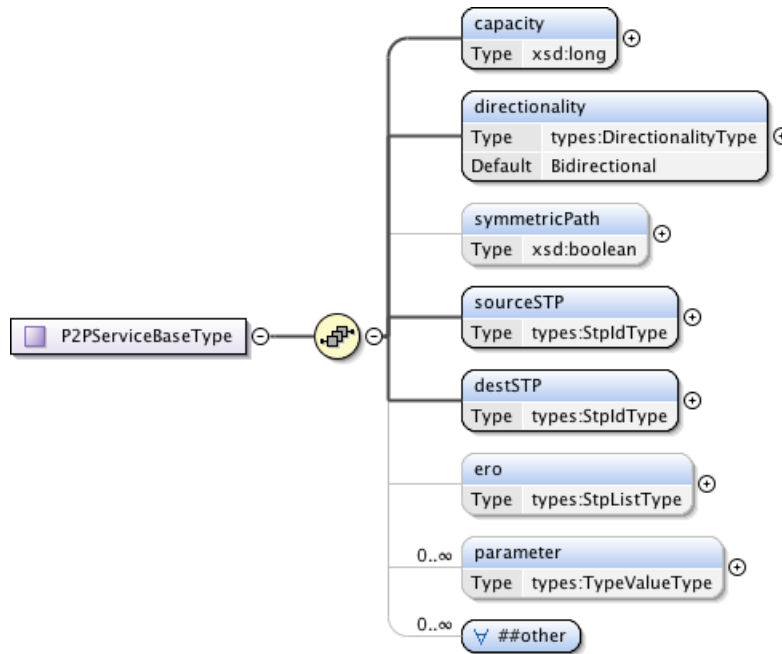 capacity
Type xsd:long
directionality
Type types:DirectionalityType
Default Bidirectional
symmetricPath
Type xsd:boolean
sourceSTP
Type types:StpIdType
P2PServiceBaseType
destSTP
Type types:StpIdType
ero
Type types:StpListType
0..∞ parameter
Type types:TypeValueType
0..∞ ∀ ##other